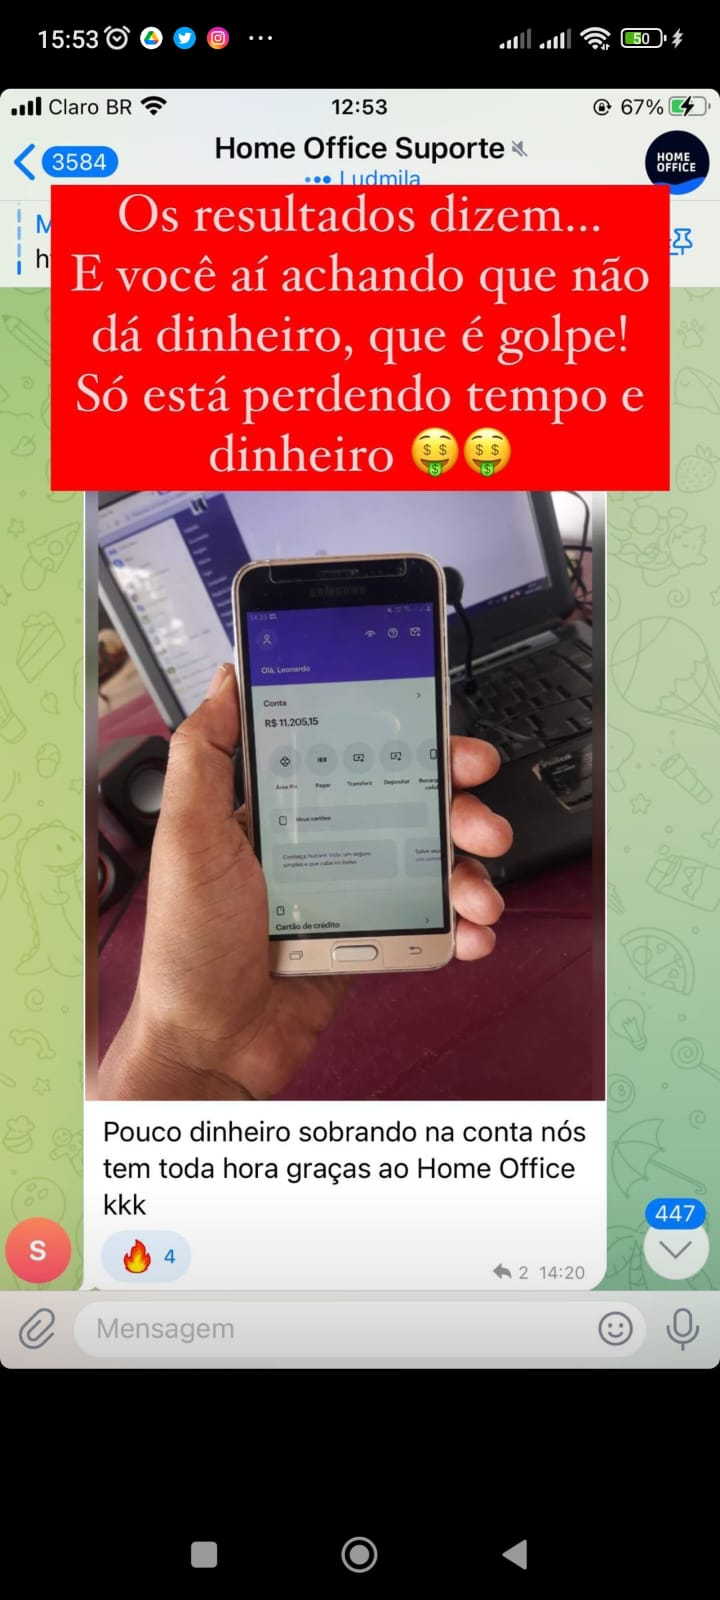 15:53
50
Claro BR
12:53
67%
3584
Home Office Suporte
Ludmila
HOME
OFFICE
M
h
Os resultados dizem...
E você aí achando que não
dá dinheiro, que é golpe!
Só está perdendo tempo e
dinheiro 🤑🤑
SAMSUNG
14:35
Olá, Leonardo
Conta
R$ 11.205,15
Área Pix
Pagar
Transferir
Depositar
Recarga
celul
Meus cartões
Conheça Nubank Vida: um seguro
simples e que cabe no bolso
Salve seu
Cartão de crédito
Pouco dinheiro sobrando na conta nós
tem toda hora graças ao Home Office
kkk
🔥 4
2 14:20
S
447
Mensagem